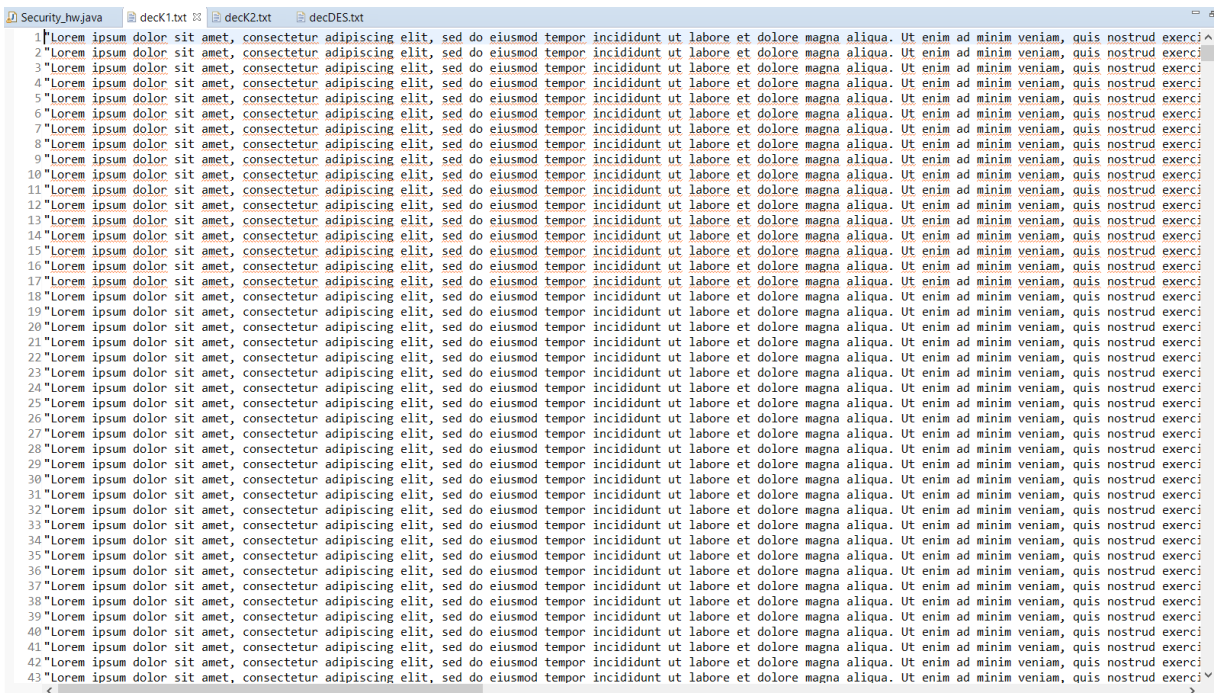 Security_hw.java decK1.txt decK2.txt decDES.txt
1 "Lorem ipsum dolor sit amet, consectetur adipiscing elit, sed do eiusmod tempor incididunt ut labore et dolore magna aliqua. Ut enim ad minim veniam, quis nostrud exerci
2 "Lorem ipsum dolor sit amet, consectetur adipiscing elit, sed do eiusmod tempor incididunt ut labore et dolore magna aliqua. Ut enim ad minim veniam, quis nostrud exerci
3 "Lorem ipsum dolor sit amet, consectetur adipiscing elit, sed do eiusmod tempor incididunt ut labore et dolore magna aliqua. Ut enim ad minim veniam, quis nostrud exerci
4 "Lorem ipsum dolor sit amet, consectetur adipiscing elit, sed do eiusmod tempor incididunt ut labore et dolore magna aliqua. Ut enim ad minim veniam, quis nostrud exerci
5 "Lorem ipsum dolor sit amet, consectetur adipiscing elit, sed do eiusmod tempor incididunt ut labore et dolore magna aliqua. Ut enim ad minim veniam, quis nostrud exerci
6 "Lorem ipsum dolor sit amet, consectetur adipiscing elit, sed do eiusmod tempor incididunt ut labore et dolore magna aliqua. Ut enim ad minim veniam, quis nostrud exerci
7 "Lorem ipsum dolor sit amet, consectetur adipiscing elit, sed do eiusmod tempor incididunt ut labore et dolore magna aliqua. Ut enim ad minim veniam, quis nostrud exerci
8 "Lorem ipsum dolor sit amet, consectetur adipiscing elit, sed do eiusmod tempor incididunt ut labore et dolore magna aliqua. Ut enim ad minim veniam, quis nostrud exerci
9 "Lorem ipsum dolor sit amet, consectetur adipiscing elit, sed do eiusmod tempor incididunt ut labore et dolore magna aliqua. Ut enim ad minim veniam, quis nostrud exerci
10 "Lorem ipsum dolor sit amet, consectetur adipiscing elit, sed do eiusmod tempor incididunt ut labore et dolore magna aliqua. Ut enim ad minim veniam, quis nostrud exerci
11 "Lorem ipsum dolor sit amet, consectetur adipiscing elit, sed do eiusmod tempor incididunt ut labore et dolore magna aliqua. Ut enim ad minim veniam, quis nostrud exerci
12 "Lorem ipsum dolor sit amet, consectetur adipiscing elit, sed do eiusmod tempor incididunt ut labore et dolore magna aliqua. Ut enim ad minim veniam, quis nostrud exerci
13 "Lorem ipsum dolor sit amet, consectetur adipiscing elit, sed do eiusmod tempor incididunt ut labore et dolore magna aliqua. Ut enim ad minim veniam, quis nostrud exerci
14 "Lorem ipsum dolor sit amet, consectetur adipiscing elit, sed do eiusmod tempor incididunt ut labore et dolore magna aliqua. Ut enim ad minim veniam, quis nostrud exerci
15 "Lorem ipsum dolor sit amet, consectetur adipiscing elit, sed do eiusmod tempor incididunt ut labore et dolore magna aliqua. Ut enim ad minim veniam, quis nostrud exerci
16 "Lorem ipsum dolor sit amet, consectetur adipiscing elit, sed do eiusmod tempor incididunt ut labore et dolore magna aliqua. Ut enim ad minim veniam, quis nostrud exerci
17 "Lorem ipsum dolor sit amet, consectetur adipiscing elit, sed do eiusmod tempor incididunt ut labore et dolore magna aliqua. Ut enim ad minim veniam, quis nostrud exerci
18 "Lorem ipsum dolor sit amet, consectetur adipiscing elit, sed do eiusmod tempor incididunt ut labore et dolore magna aliqua. Ut enim ad minim veniam, quis nostrud exerci
19 "Lorem ipsum dolor sit amet, consectetur adipiscing elit, sed do eiusmod tempor incididunt ut labore et dolore magna aliqua. Ut enim ad minim veniam, quis nostrud exerci
20 "Lorem ipsum dolor sit amet, consectetur adipiscing elit, sed do eiusmod tempor incididunt ut labore et dolore magna aliqua. Ut enim ad minim veniam, quis nostrud exerci
21 "Lorem ipsum dolor sit amet, consectetur adipiscing elit, sed do eiusmod tempor incididunt ut labore et dolore magna aliqua. Ut enim ad minim veniam, quis nostrud exerci
22 "Lorem ipsum dolor sit amet, consectetur adipiscing elit, sed do eiusmod tempor incididunt ut labore et dolore magna aliqua. Ut enim ad minim veniam, quis nostrud exerci
23 "Lorem ipsum dolor sit amet, consectetur adipiscing elit, sed do eiusmod tempor incididunt ut labore et dolore magna aliqua. Ut enim ad minim veniam, quis nostrud exerci
24 "Lorem ipsum dolor sit amet, consectetur adipiscing elit, sed do eiusmod tempor incididunt ut labore et dolore magna aliqua. Ut enim ad minim veniam, quis nostrud exerci
25 "Lorem ipsum dolor sit amet, consectetur adipiscing elit, sed do eiusmod tempor incididunt ut labore et dolore magna aliqua. Ut enim ad minim veniam, quis nostrud exerci
26 "Lorem ipsum dolor sit amet, consectetur adipiscing elit, sed do eiusmod tempor incididunt ut labore et dolore magna aliqua. Ut enim ad minim veniam, quis nostrud exerci
27 "Lorem ipsum dolor sit amet, consectetur adipiscing elit, sed do eiusmod tempor incididunt ut labore et dolore magna aliqua. Ut enim ad minim veniam, quis nostrud exerci
28 "Lorem ipsum dolor sit amet, consectetur adipiscing elit, sed do eiusmod tempor incididunt ut labore et dolore magna aliqua. Ut enim ad minim veniam, quis nostrud exerci
29 "Lorem ipsum dolor sit amet, consectetur adipiscing elit, sed do eiusmod tempor incididunt ut labore et dolore magna aliqua. Ut enim ad minim veniam, quis nostrud exerci
30 "Lorem ipsum dolor sit amet, consectetur adipiscing elit, sed do eiusmod tempor incididunt ut labore et dolore magna aliqua. Ut enim ad minim veniam, quis nostrud exerci
31 "Lorem ipsum dolor sit amet, consectetur adipiscing elit, sed do eiusmod tempor incididunt ut labore et dolore magna aliqua. Ut enim ad minim veniam, quis nostrud exerci
32 "Lorem ipsum dolor sit amet, consectetur adipiscing elit, sed do eiusmod tempor incididunt ut labore et dolore magna aliqua. Ut enim ad minim veniam, quis nostrud exerci
33 "Lorem ipsum dolor sit amet, consectetur adipiscing elit, sed do eiusmod tempor incididunt ut labore et dolore magna aliqua. Ut enim ad minim veniam, quis nostrud exerci
34 "Lorem ipsum dolor sit amet, consectetur adipiscing elit, sed do eiusmod tempor incididunt ut labore et dolore magna aliqua. Ut enim ad minim veniam, quis nostrud exerci
35 "Lorem ipsum dolor sit amet, consectetur adipiscing elit, sed do eiusmod tempor incididunt ut labore et dolore magna aliqua. Ut enim ad minim veniam, quis nostrud exerci
36 "Lorem ipsum dolor sit amet, consectetur adipiscing elit, sed do eiusmod tempor incididunt ut labore et dolore magna aliqua. Ut enim ad minim veniam, quis nostrud exerci
37 "Lorem ipsum dolor sit amet, consectetur adipiscing elit, sed do eiusmod tempor incididunt ut labore et dolore magna aliqua. Ut enim ad minim veniam, quis nostrud exerci
38 "Lorem ipsum dolor sit amet, consectetur adipiscing elit, sed do eiusmod tempor incididunt ut labore et dolore magna aliqua. Ut enim ad minim veniam, quis nostrud exerci
39 "Lorem ipsum dolor sit amet, consectetur adipiscing elit, sed do eiusmod tempor incididunt ut labore et dolore magna aliqua. Ut enim ad minim veniam, quis nostrud exerci
40 "Lorem ipsum dolor sit amet, consectetur adipiscing elit, sed do eiusmod tempor incididunt ut labore et dolore magna aliqua. Ut enim ad minim veniam, quis nostrud exerci
41 "Lorem ipsum dolor sit amet, consectetur adipiscing elit, sed do eiusmod tempor incididunt ut labore et dolore magna aliqua. Ut enim ad minim veniam, quis nostrud exerci
42 "Lorem ipsum dolor sit amet, consectetur adipiscing elit, sed do eiusmod tempor incididunt ut labore et dolore magna aliqua. Ut enim ad minim veniam, quis nostrud exerci
43 "Lorem ipsum dolor sit amet, consectetur adipiscing elit, sed do eiusmod tempor incididunt ut labore et dolore magna aliqua. Ut enim ad minim veniam, quis nostrud exerci